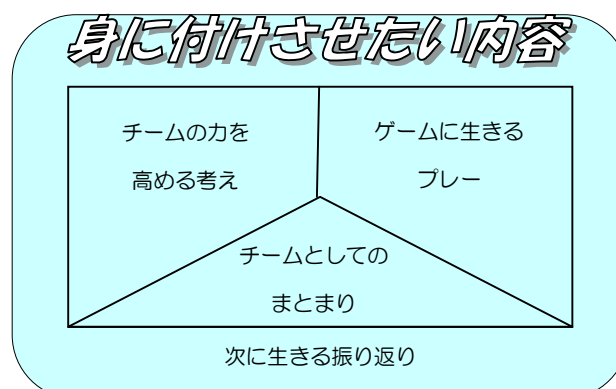 身に付けさせたい内容
チームの力を
高める考え
ゲームに生きる
プレー
チームとしての
まとまり
次に生きる振り返り